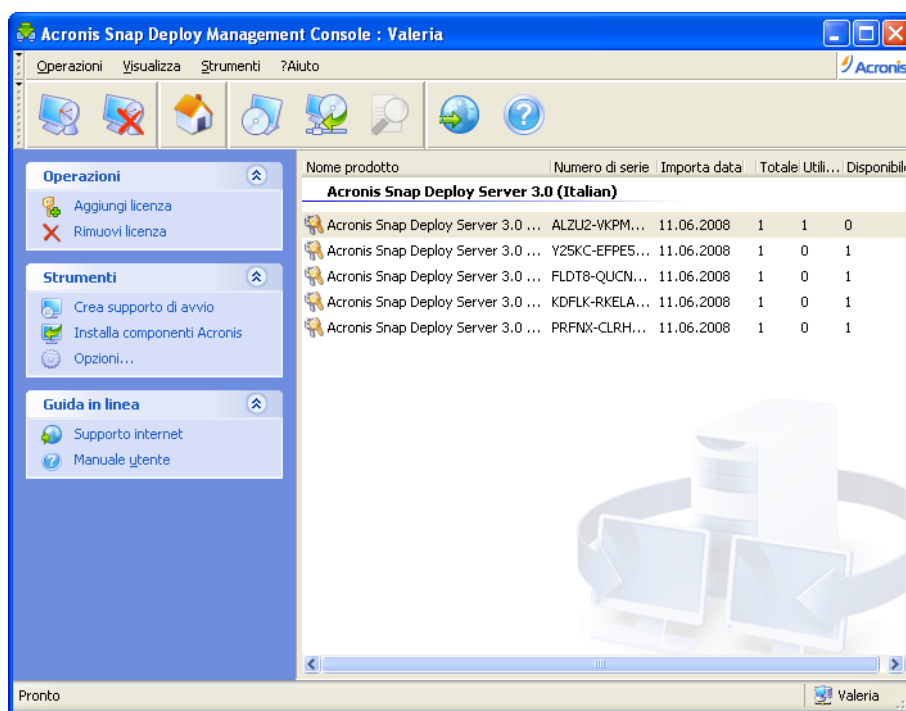 Acronis Snap Deploy Management Console : Valeria
Operazioni Visualizza Strumenti ?Aiuto
Acronis
Operazioni
Aggiungi licenza
Rimuovi licenza
Strumenti
Crea supporto di avvio
Installa componenti Acronis
Opzioni...
Guida in linea
Supporto internet
Manuale utente
Nome prodotto Numero di serie Importa data Totale Utili... Disponibile
Acronis Snap Deploy Server 3.0 (Italian)
Acronis Snap Deploy Server 3.0 ... ALZU2-VKPM... 11.06.2008 1 1 0
Acronis Snap Deploy Server 3.0 ... Y25KC-EFPE5... 11.06.2008 1 0 1
Acronis Snap Deploy Server 3.0 ... FLDT8-QUCN... 11.06.2008 1 0 1
Acronis Snap Deploy Server 3.0 ... KDFLK-RKELA... 11.06.2008 1 0 1
Acronis Snap Deploy Server 3.0 ... PRFNX-CLRH... 11.06.2008 1 0 1
Pronto
Valeria